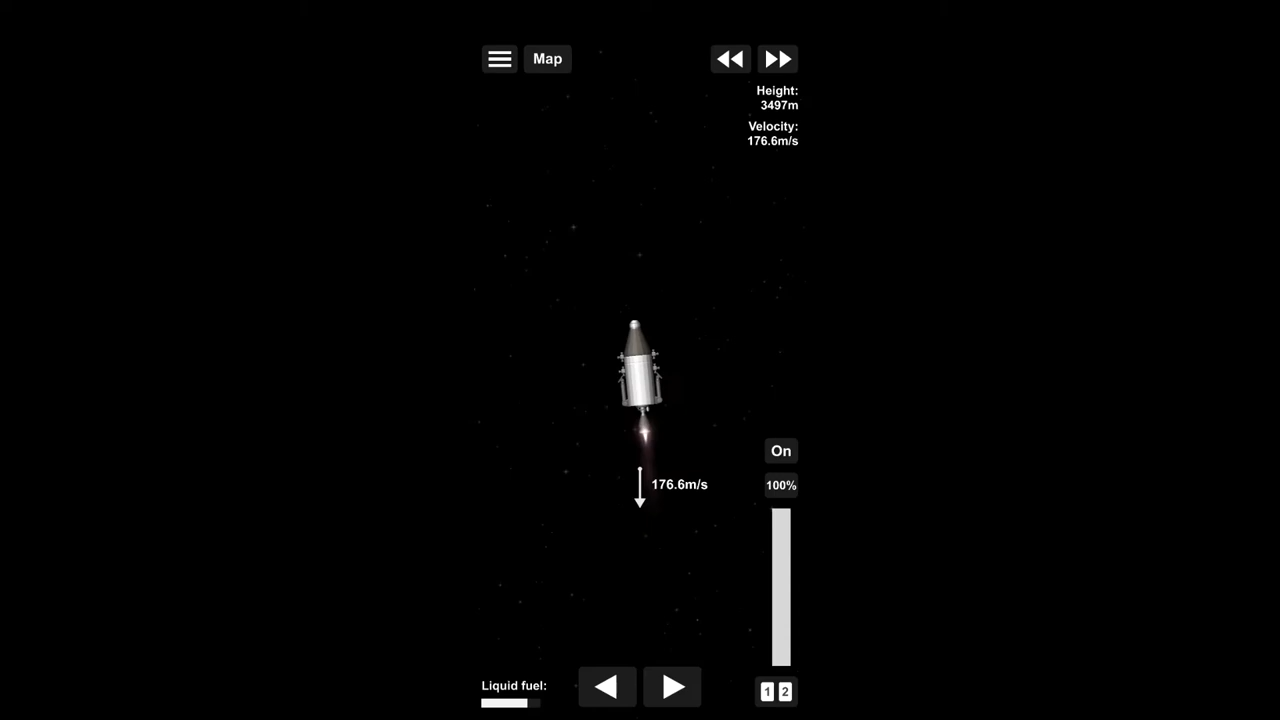 Map
Height:
3497m
Velocity:
176.6m/s
On
176.6m/s
100%
Liquid fuel:
1 2